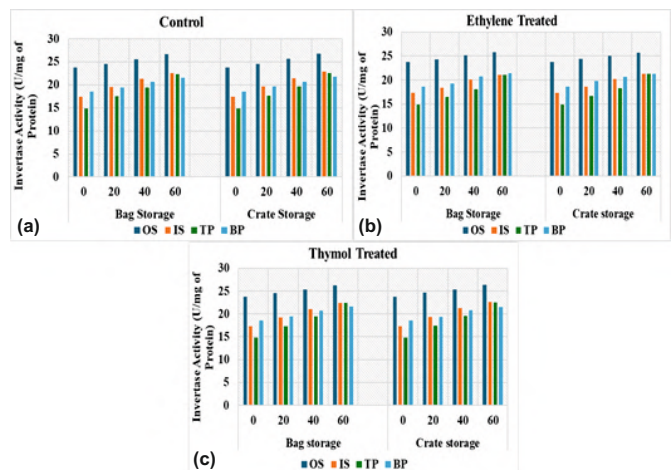 Control
Invertase Activity (U/mg of
Protein)
30
25
20
15
10
5
0
0 20 40 60 0 20 40 60
Bag Storage Crate Storage
(a)
OS IS TP BP
Ethylene Treated
Invertase Activity (U/mg of
Protein)
30
25
20
15
10
5
0
0 20 40 60 0 20 40 60
Bag Storage Crate Storage
(b)
OS IS TP BP
Thymol Treated
Invertase Activity (U/mg of
Protein)
30
25
20
15
10
5
0
0 20 40 60 0 20 40 60
Bag storage Crate storage
(c)
OS IS TP BP